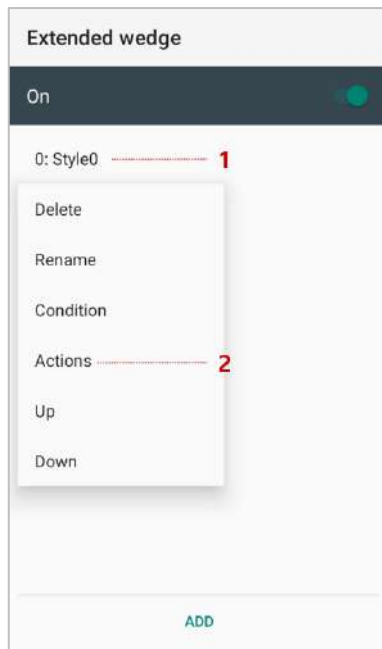 Extended wedge
On
0: Style0 1
Delete
Rename
Condition
Actions 2
Up
Down
ADD